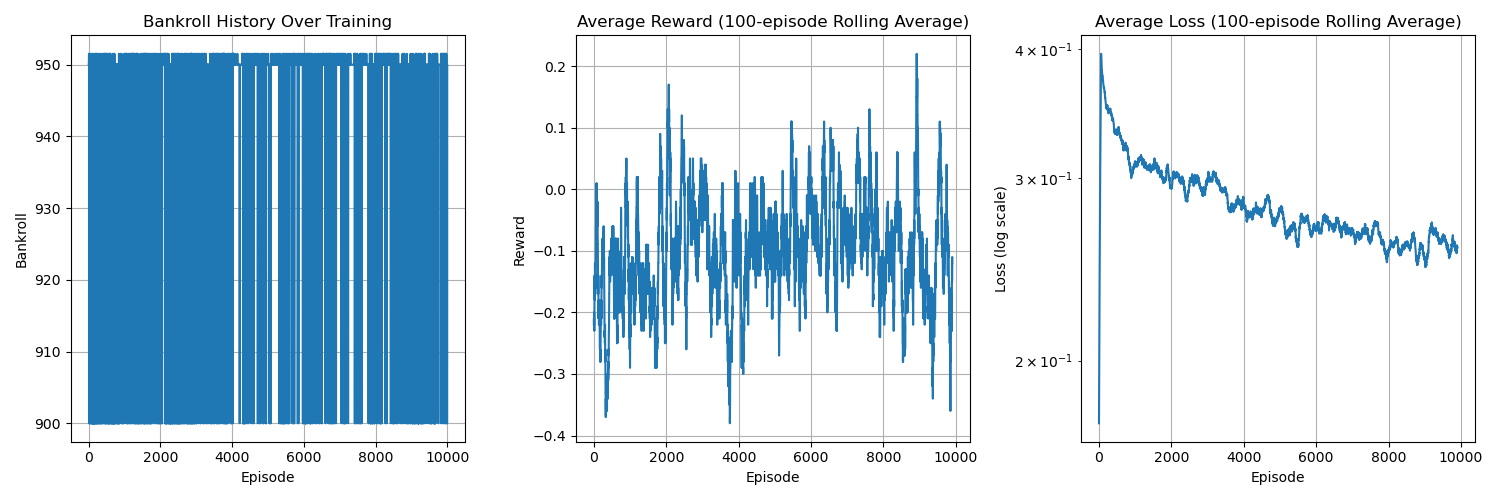 Bankroll History Over Training
950
940
930
920
910
900
Bankroll
0
2000
4000
6000
8000
10000
Episode
Average Reward (100-episode Rolling Average)
0.2
0.1
0.0
−0.1
−0.2
−0.3
−0.4
Reward
0
2000
4000
6000
8000
10000
Episode
Average Loss (100-episode Rolling Average)
4 × 10⁻¹
3 × 10⁻¹
2 × 10⁻¹
Loss (log scale)
0
2000
4000
6000
8000
10000
Episode